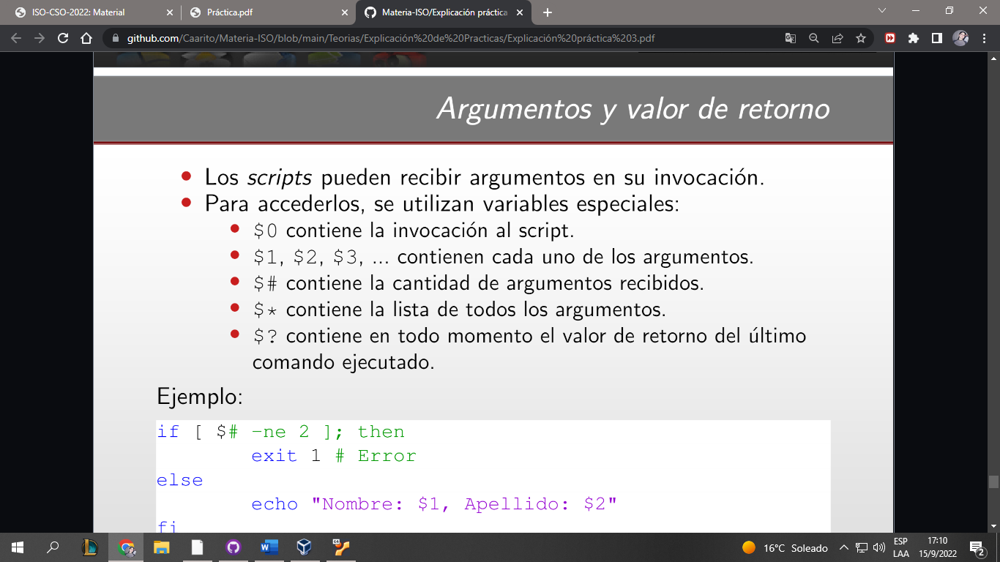 ISO-CSO-2022: Material
Práctica.pdf
Materia-ISO/Explicación práctica
github.com/Caarito/Materia-ISO/blob/main/Teorias/Explicación%20de%20Practicas/Explicación%20práctica%203.pdf
Argumentos y valor de retorno
Los scripts pueden recibir argumentos en su invocación.
Para accederlos, se utilizan variables especiales:
$0 contiene la invocación al script.
$1, $2, $3, ... contienen cada uno de los argumentos.
$# contiene la cantidad de argumentos recibidos.
$* contiene la lista de todos los argumentos.
$? contiene en todo momento el valor de retorno del último
comando ejecutado.
Ejemplo:
if [ $# -ne 2 ]; then
exit 1 # Error
else
echo "Nombre: $1, Apellido: $2"
fi
16°C Soleado
ESP
LAA
17:10
15/9/2022
2
64